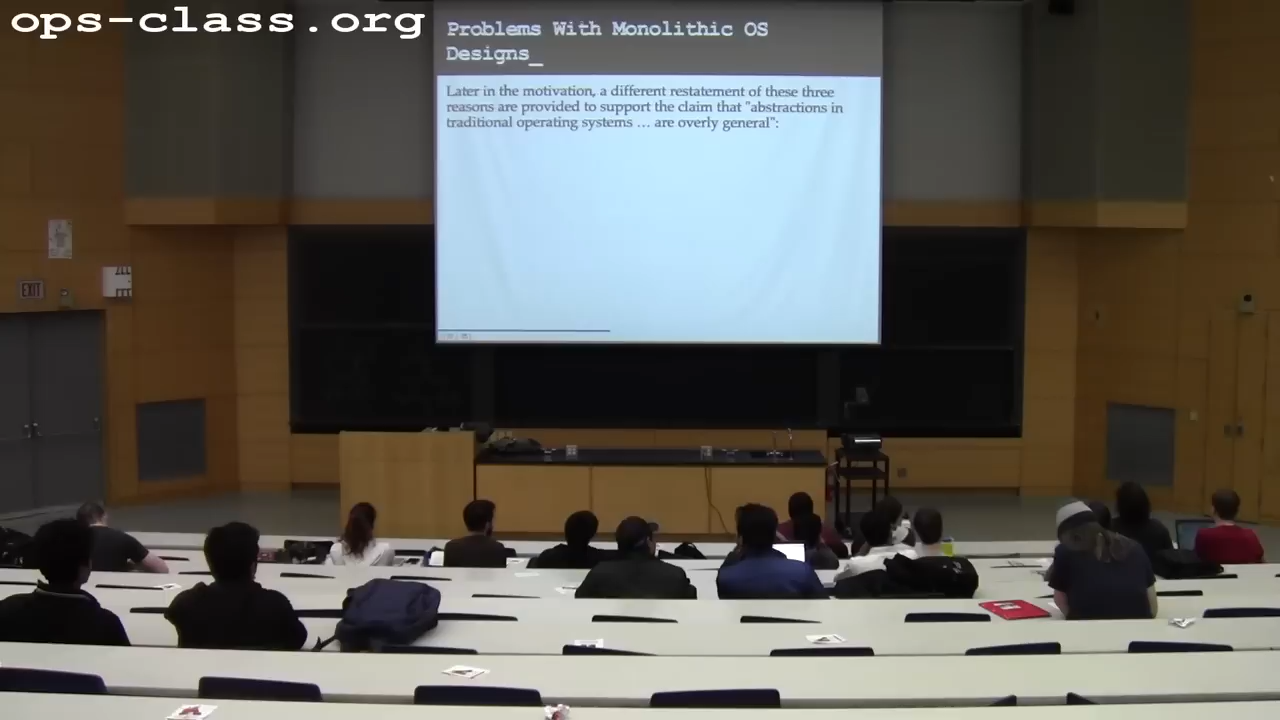 ops-class.org
Problems With Monolithic OS
Designs_
Later in the motivation, a different restatement of these three
reasons are provided to support the claim that "abstractions in
traditional operating systems ... are overly general":
EXIT